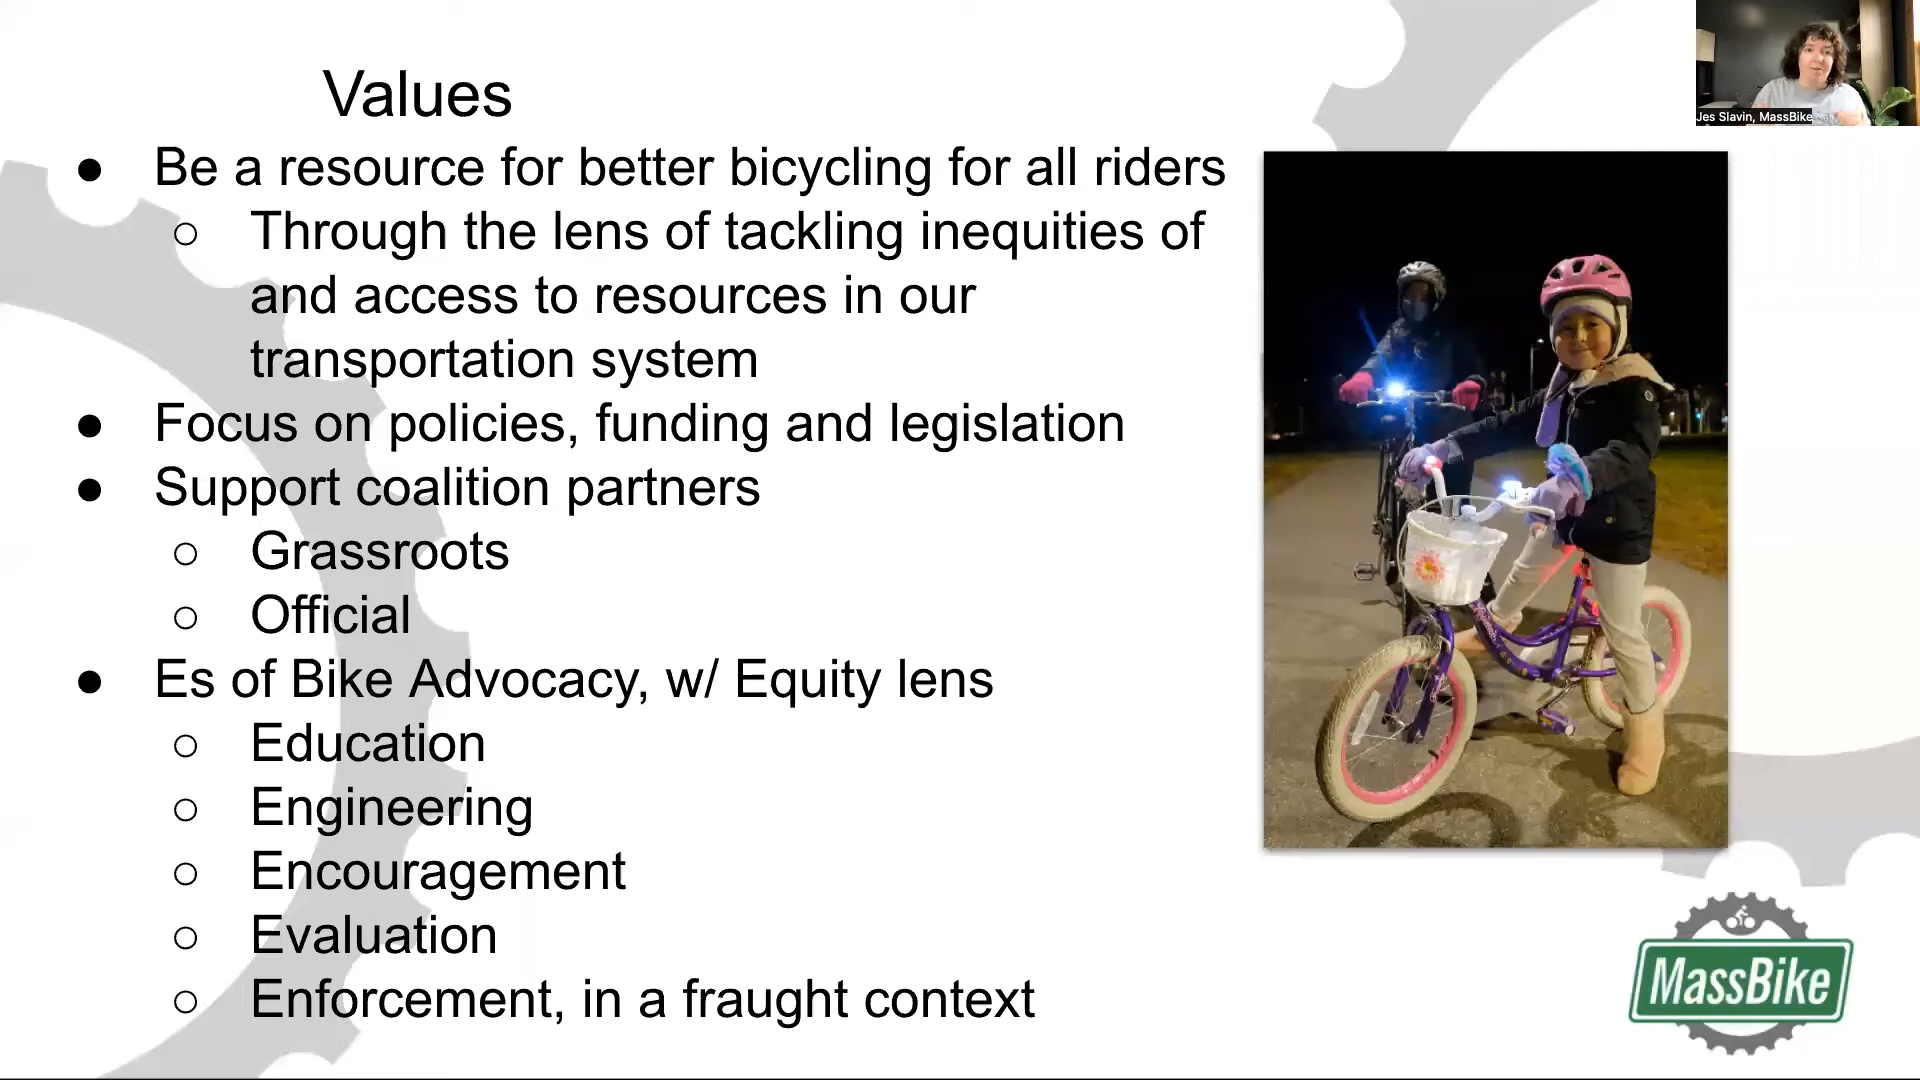 Values
Jes Slavin, MassBike
● Be a resource for better bicycling for all riders
○ Through the lens of tackling inequities of
and access to resources in our
transportation system
● Focus on policies, funding and legislation
● Support coalition partners
○ Grassroots
○ Official
● Es of Bike Advocacy, w/ Equity lens
○ Education
○ Engineering
○ Encouragement
○ Evaluation
○ Enforcement, in a fraught context
MassBike